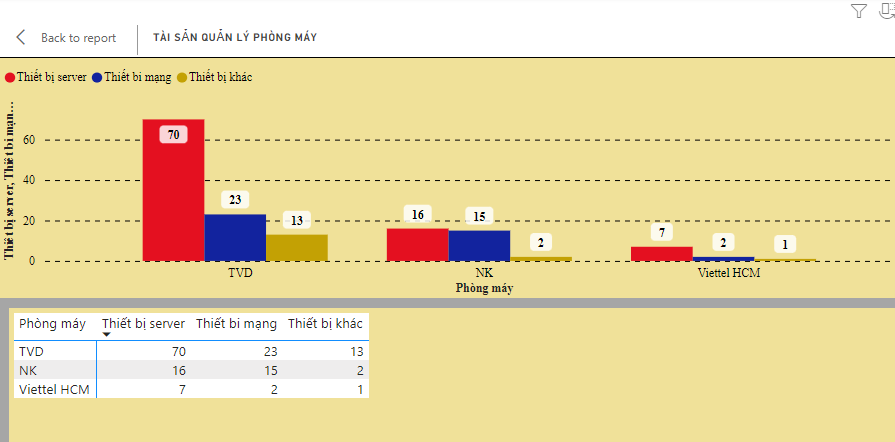 Back to report
TÀI SẢN QUẢN LÝ PHÒNG MÁY
Thiết bị server Thiết bị mạng Thiết bị khác
Thiết bị server, Thiết bị mạn...
60
40
20
0
70 23 13
16 15 2
7 2 1
TVD NK Viettel HCM
Phòng máy
Phòng máy Thiết bị server Thiết bi mạng Thiết bị khác
TVD 70 23 13
NK 16 15 2
Viettel HCM 7 2 1